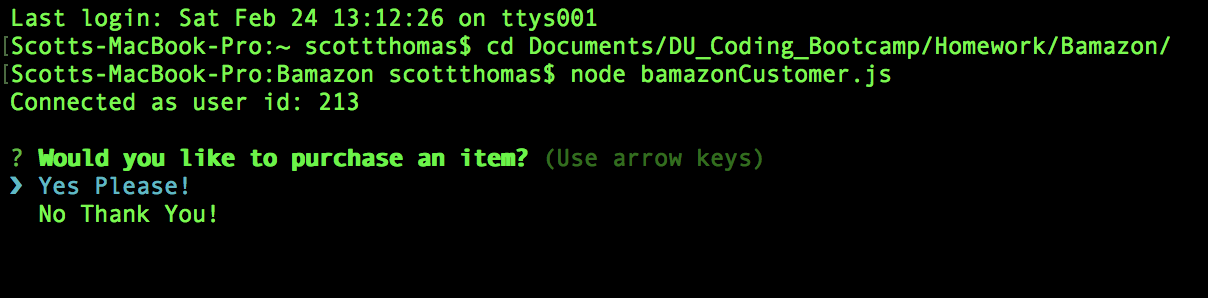 Last login: Sat Feb 24 13:12:26 on ttys001
[Scotts-MacBook-Pro:~ scottthomas$ cd Documents/DU_Coding_Bootcamp/Homework/Bamazon/
[Scotts-MacBook-Pro:Bamazon scottthomas$ node bamazonCustomer.js
Connected as user id: 213
? Would you like to purchase an item? (Use arrow keys)
❯ Yes Please!
No Thank You!